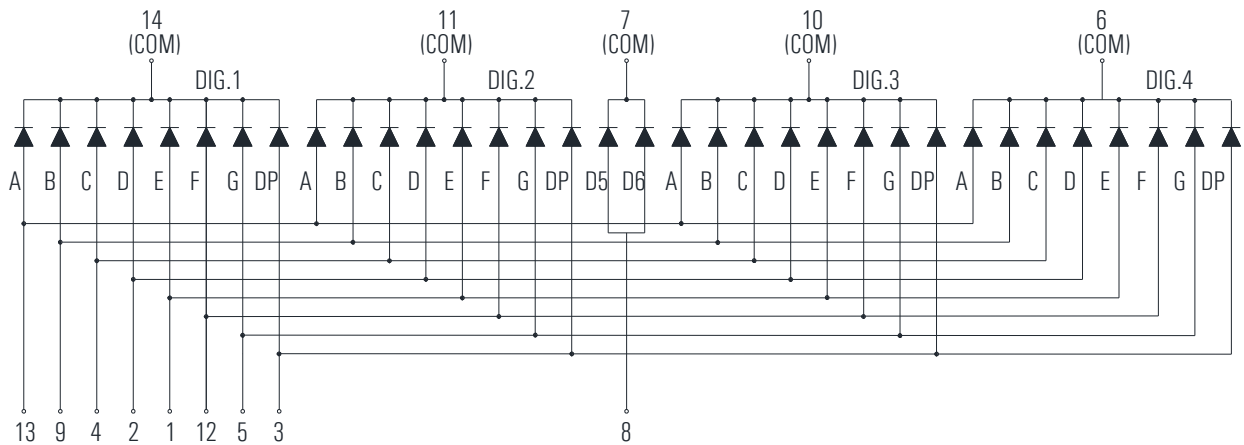 14 11 7 10 6
(COM) (COM) (COM) (COM) (COM)
DIG.1 DIG.2 DIG.3 DIG.4
A B C D E F G DP A B C D E F G DP D5 D6 A B C D E F G DP A B C D E F G DP
13 9 4 2 1 12 5 3 8